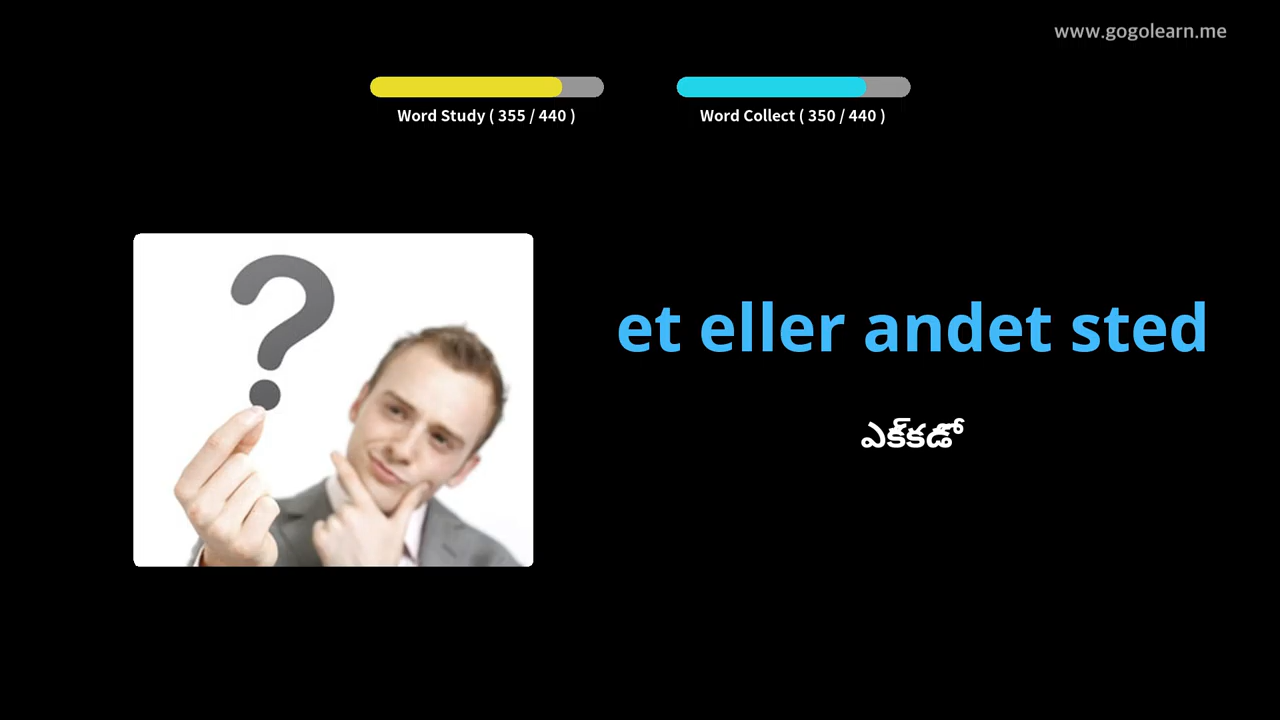 www.gogolearn.me
Word Study ( 355 / 440 )
Word Collect ( 350 / 440 )
et eller andet sted
ఎక్కడో